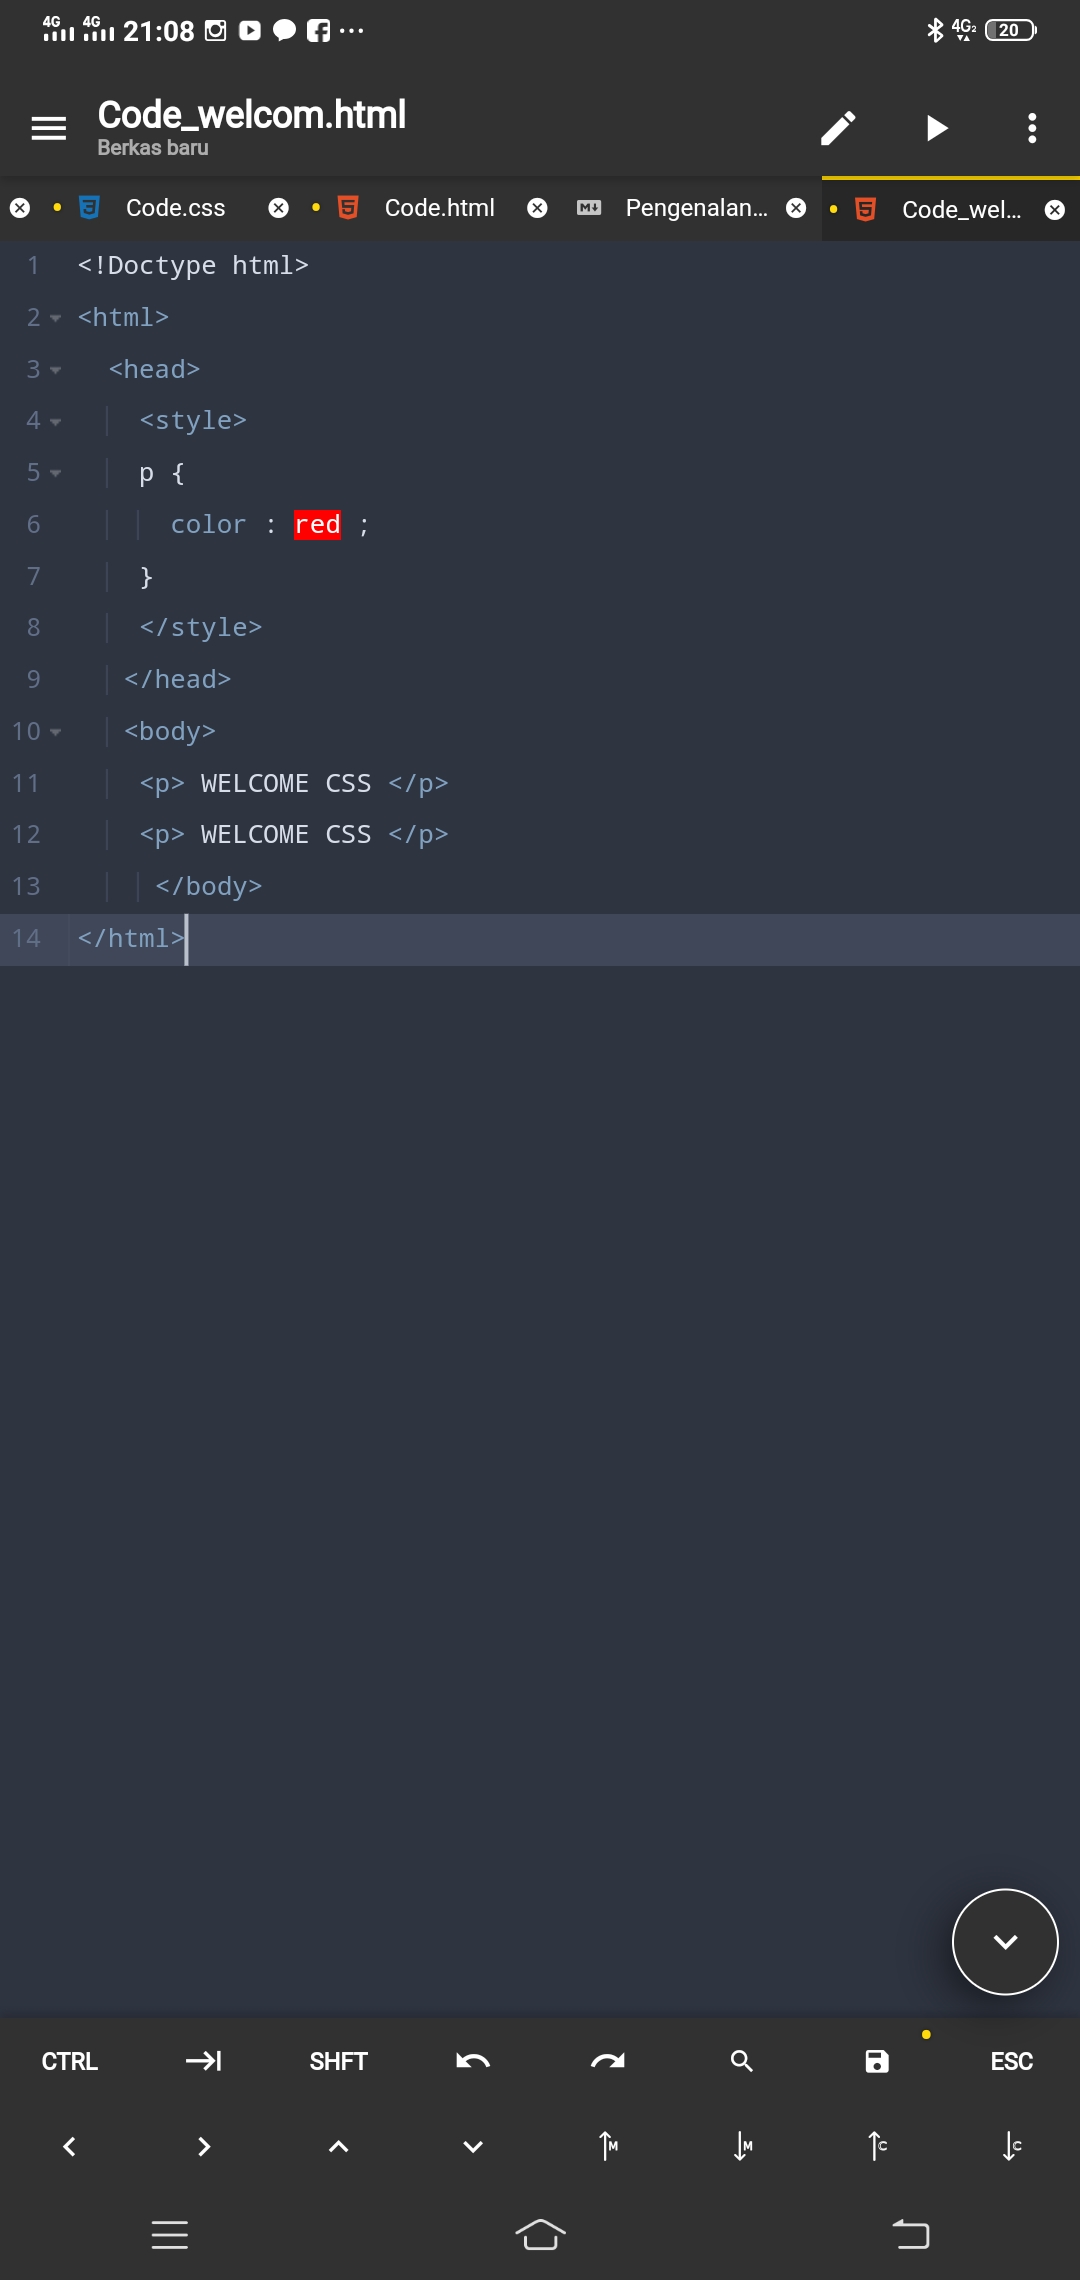 4G 4G 21:08 4G2 20
Code_welcom.html
Berkas baru
Code.css Code.html Pengenalan... Code_wel...
1 <!Doctype html>
2 <html>
3 <head>
4 <style>
5 p {
6 color : red ;
7 }
8 </style>
9 </head>
10 <body>
11 <p> WELCOME CSS </p>
12 <p> WELCOME CSS </p>
13 </body>
14 </html>
CTRL SHFT ESC
M M C C